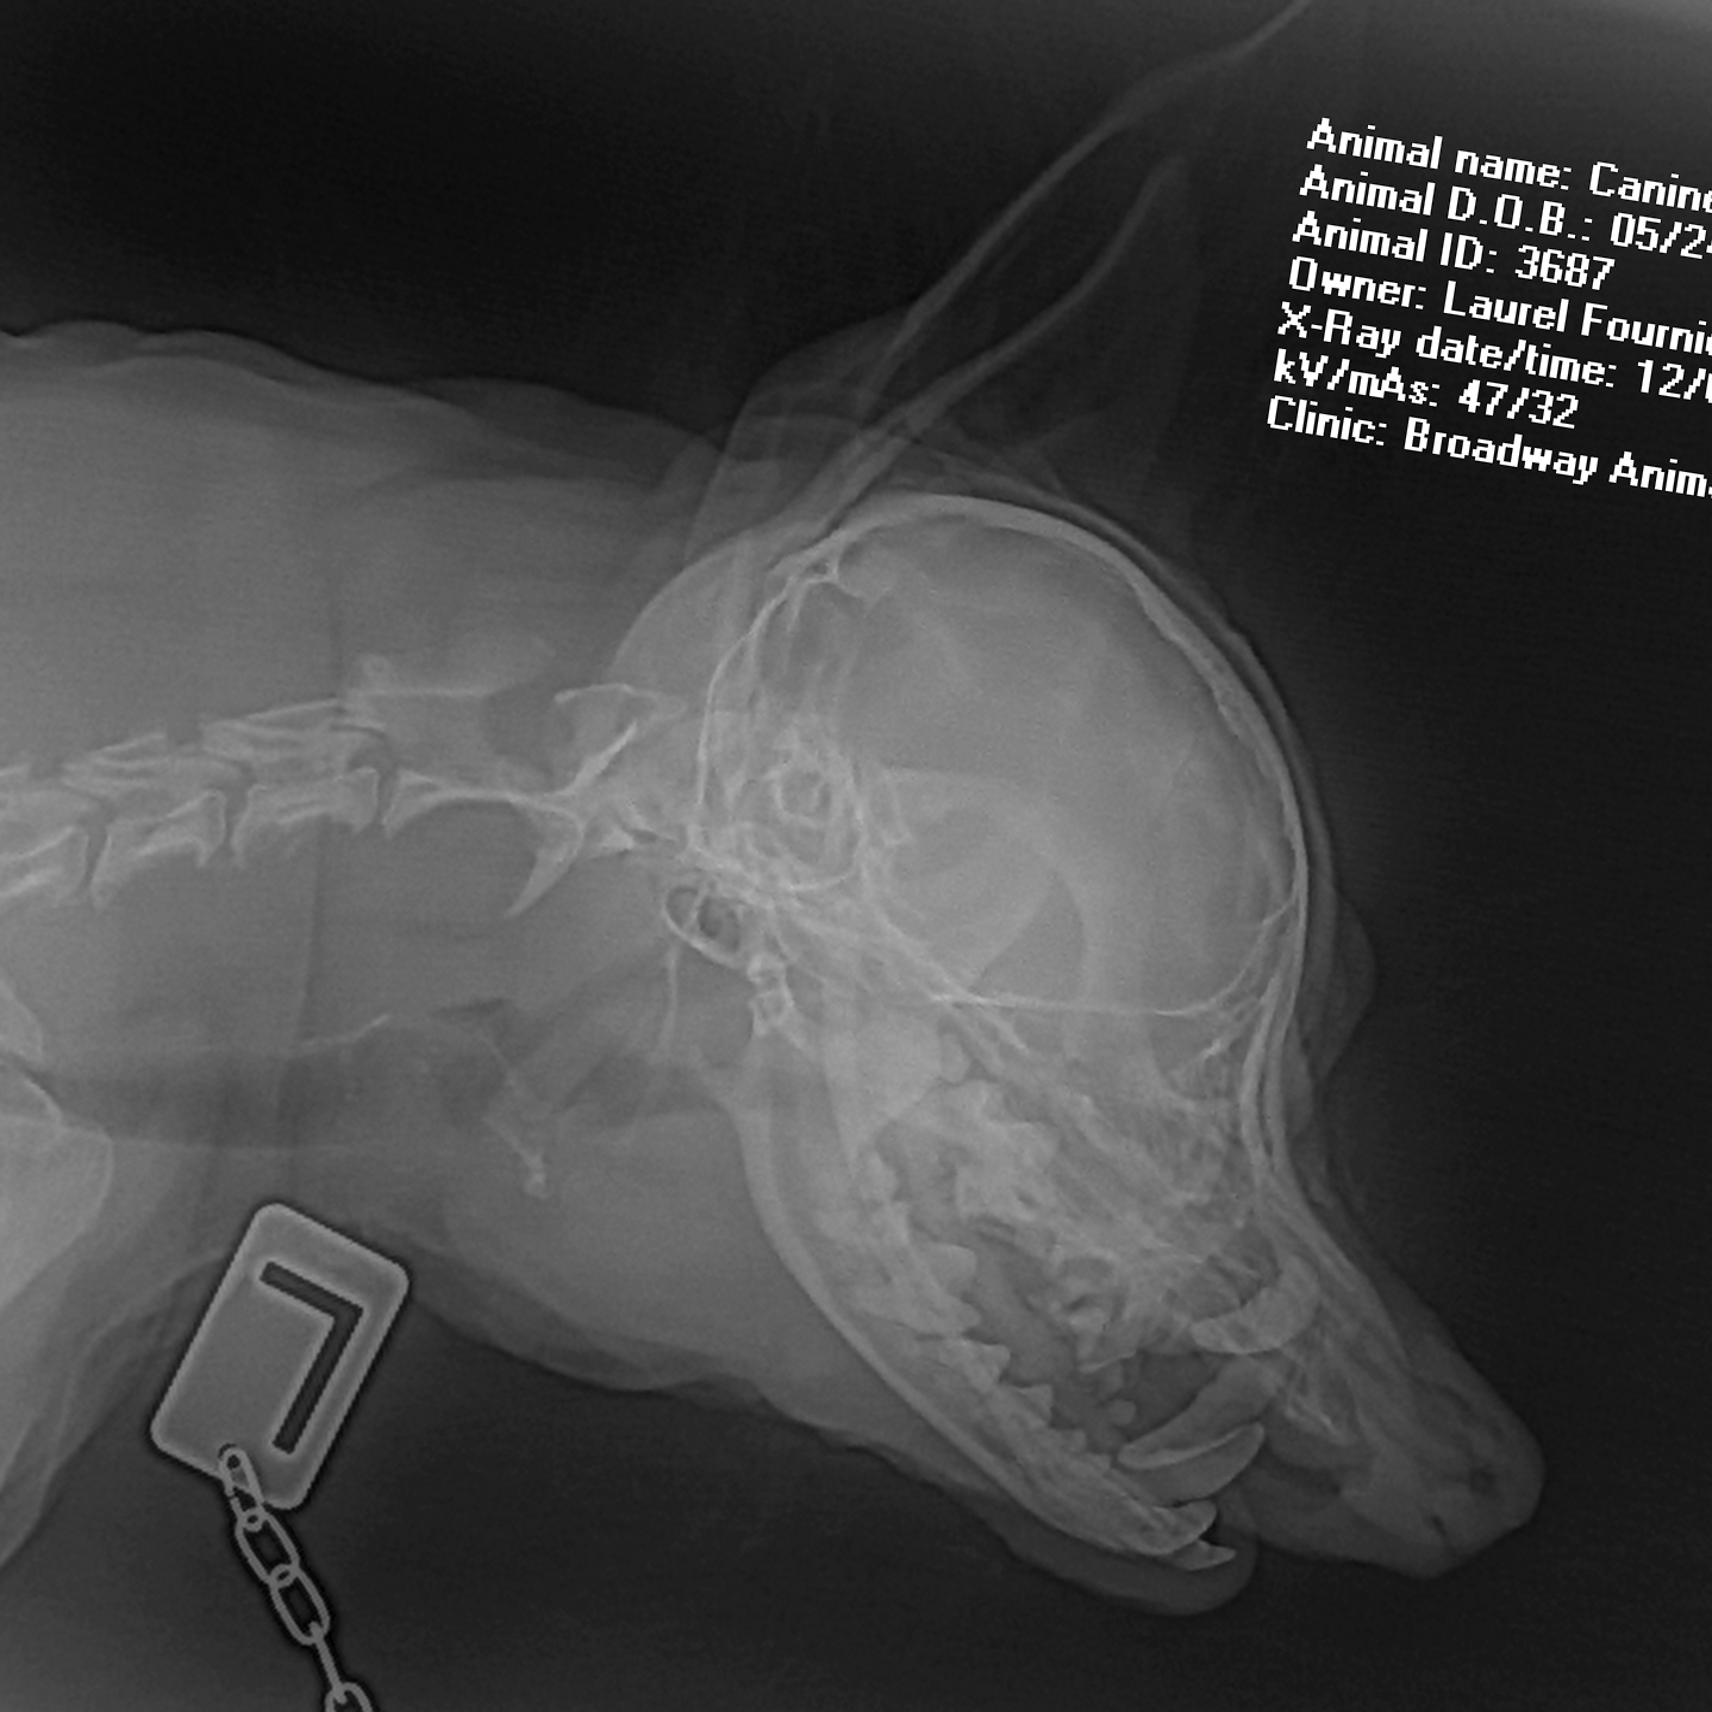 Animal name: Canine
Animal D.O.B.: 05/2
Animal ID: 3687
Owner: Laurel Fourni
X-Ray date/time: 12/
kV/mAs: 47/32
Clinic: Broadway Anim
L